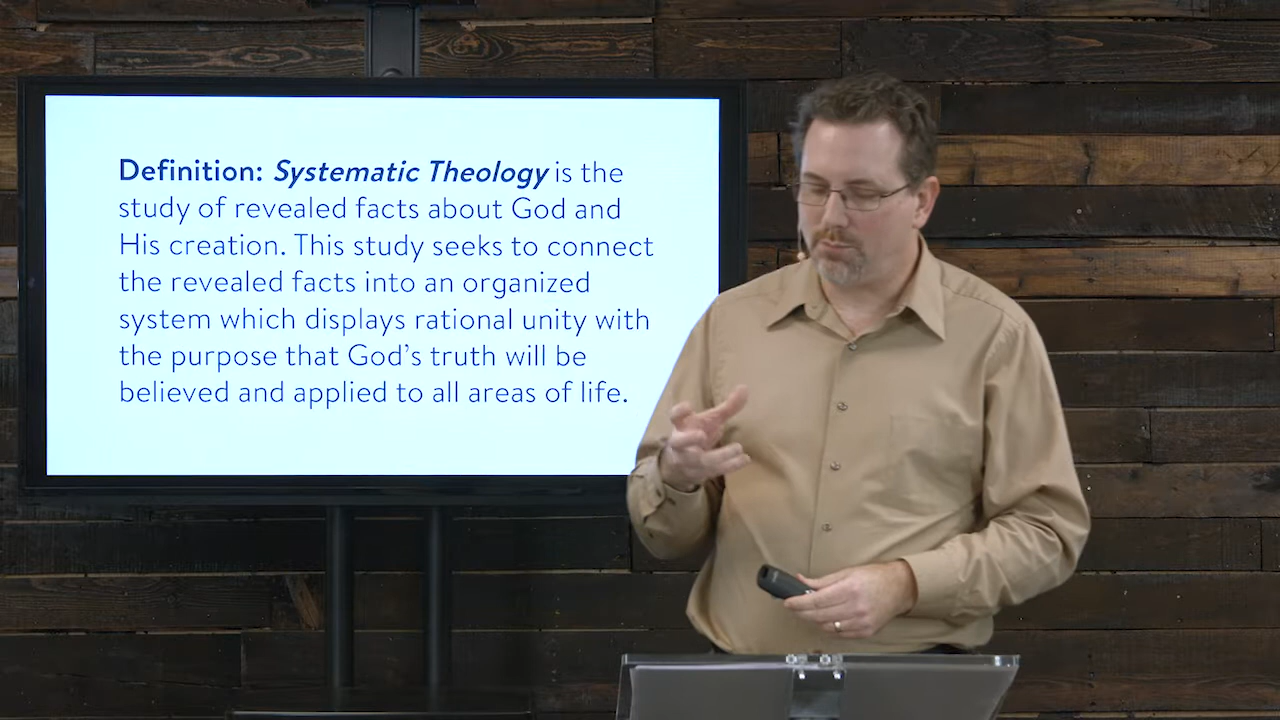 Definition: Systematic Theology is the
study of revealed facts about God and
His creation. This study seeks to connect
the revealed facts into an organized
system which displays rational unity with
the purpose that God's truth will be
believed and applied to all areas of life.